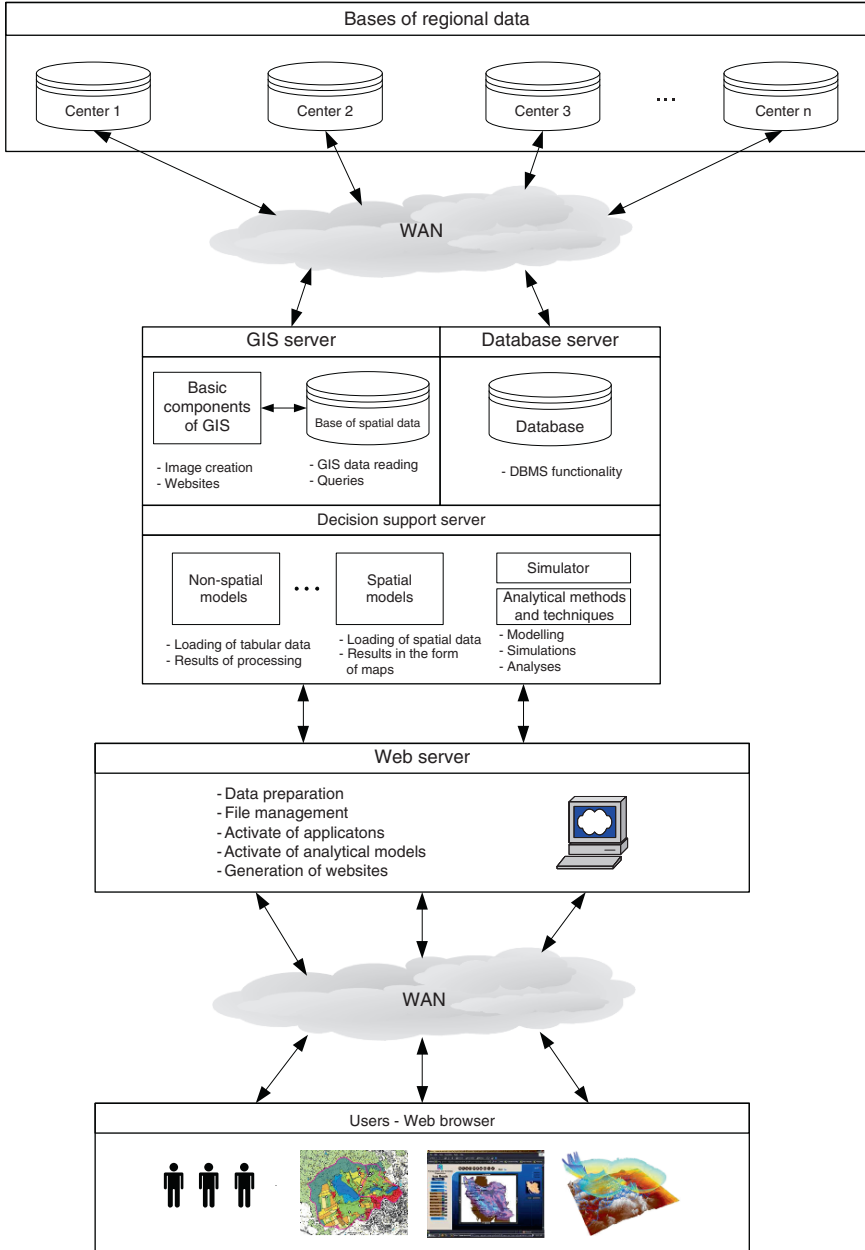 Bases of regional data
Center 1
Center 2
Center 3
...
Center n
WAN
GIS server
Database server
Basic
components
of GIS
Base of spatial data
Database
- Image creation
- Websites
- GIS data reading
- Queries
- DBMS functionality
Decision support server
Non-spatial
models
...
Spatial
models
Simulator
Analytical methods
and techniques
- Loading of tabular data
- Results of processing
- Loading of spatial data
- Results in the form
of maps
- Modelling
- Simulations
- Analyses
Web server
- Data preparation
- File management
- Activate of applicatons
- Activate of analytical models
- Generation of websites
WAN
Users - Web browser